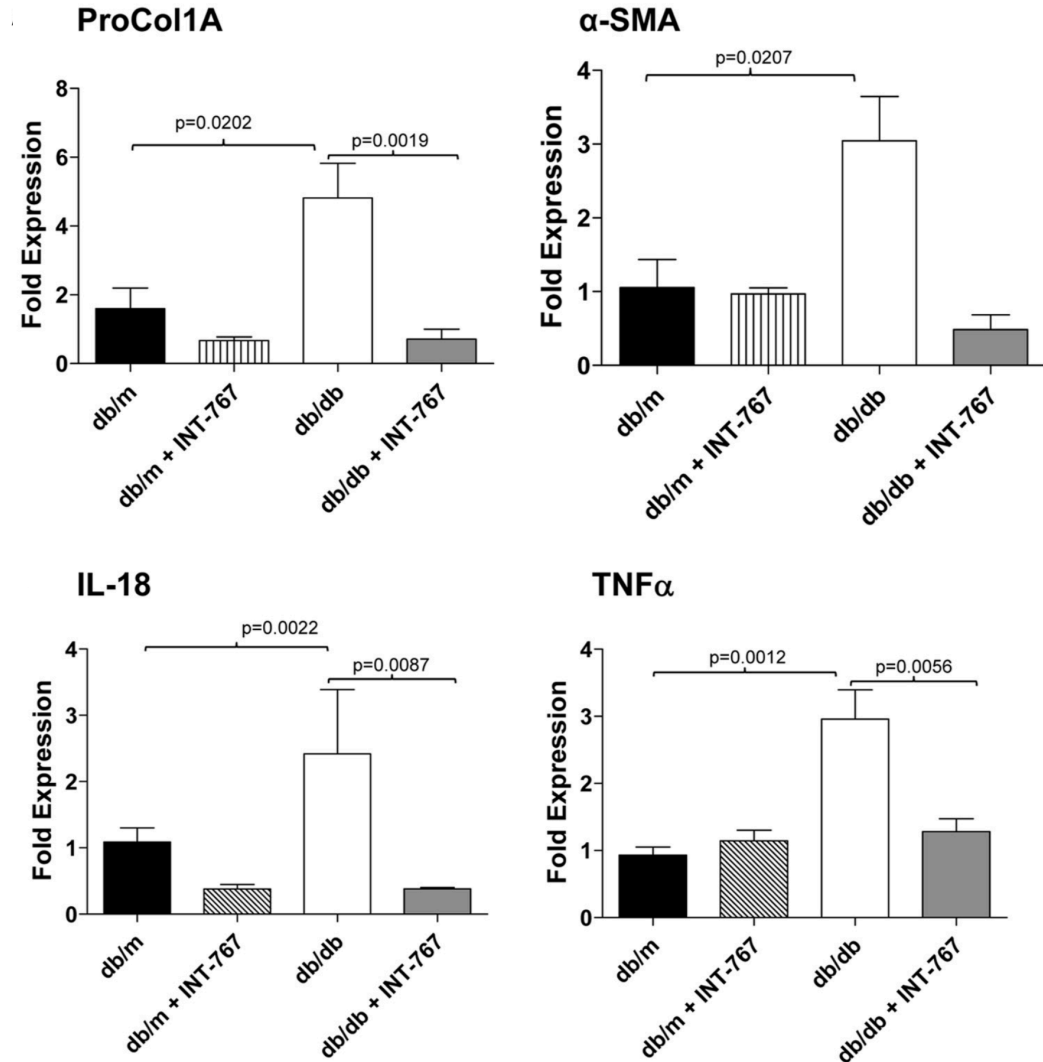 ProCol1A
Fold Expression
8
6
4
2
0
p=0.0202
p=0.0019
db/m
db/m + INT-767
db/db
db/db + INT-767
α-SMA
Fold Expression
4
3
2
1
0
p=0.0207
db/m
db/m + INT-767
db/db
db/db + INT-767
IL-18
Fold Expression
4
3
2
1
0
p=0.0022
p=0.0087
db/m
db/m + INT-767
db/db
db/db + INT-767
TNFα
Fold Expression
4
3
2
1
0
p=0.0012
p=0.0056
db/m
db/m + INT-767
db/db
db/db + INT-767